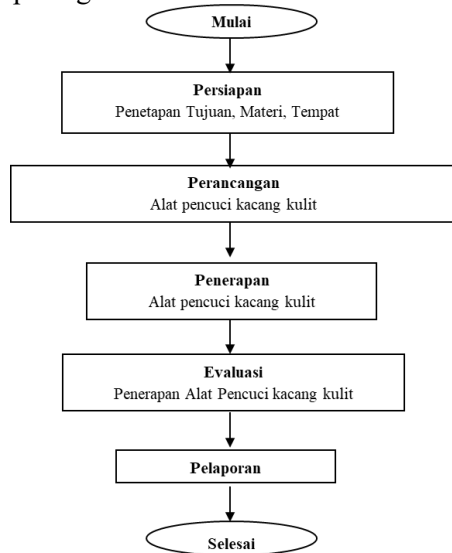 Mulai
Persiapan
Penetapan Tujuan, Materi, Tempat
Perancangan
Alat pencuci kacang kulit
Penerapan
Alat pencuci kacang kulit
Evaluasi
Penerapan Alat Pencuci kacang kulit
Pelaporan
Selesai